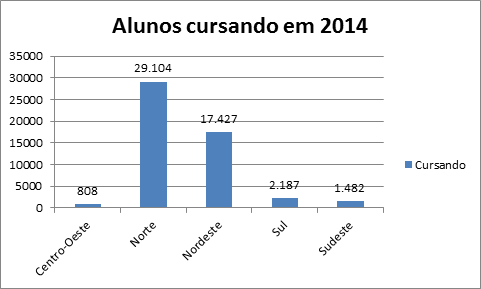 Alunos cursando em 2014
35000
30000
25000
20000
15000
10000
5000
0
808
29.104
17.427
2.187
1.482
Centro-Oeste
Norte
Nordeste
Sul
Sudeste
Cursando